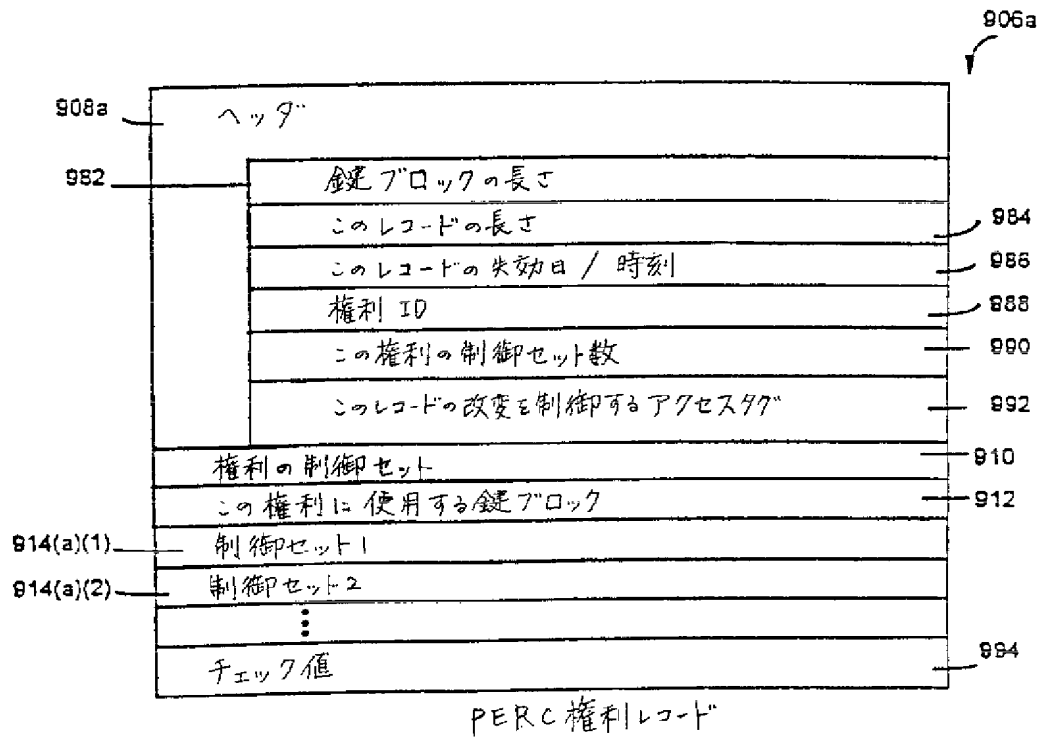 906a
908a ヘッダ
982 鍵ブロックの長さ
このレコードの長さ 984
このレコードの失効日 / 時刻 986
権利 ID 988
この権利の制御セット数 990
このレコードの改変を制御するアクセスタグ 992
権利の制御セット 910
この権利に使用する鍵ブロック 912
914(a)(1) 制御セット1
914(a)(2) 制御セット2
チェック値 994
PERC権利レコード